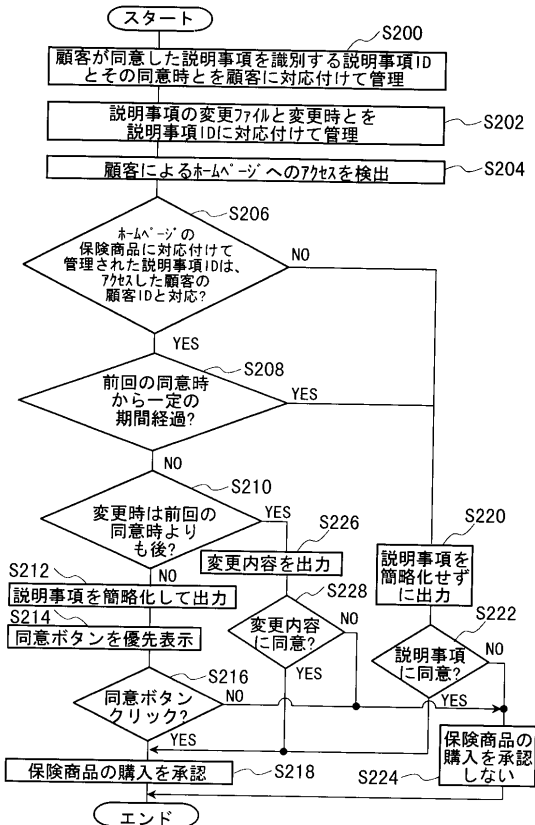 スタート
S200
顧客が同意した説明事項を識別する説明事項ID
とその同意時とを顧客に対応付けて管理
説明事項の変更ファイルと変更時とを
説明事項IDに対応付けて管理
S202
顧客によるホームページへのアクセスを検出
S204
S206
ホームページの
保険商品に対応付けて
管理された説明事項IDは、
アクセスした顧客の
顧客IDと対応?
NO
YES
S208
前回の同意時
から一定の
期間経過?
YES
NO
S210
変更時は前回の
同意時より
も後?
YES
NO
S226
変更内容を出力
S220
説明事項を
簡略化せず
に出力
S212
説明事項を簡略化して出力
S214
同意ボタンを優先表示
S228
変更内容
に同意?
NO
YES
S222
説明事項
に同意?
NO
YES
S216
同意ボタン
クリック?
NO
YES
保険商品の購入を承認
S218
保険商品の
購入を承認
しない
S224
エンド